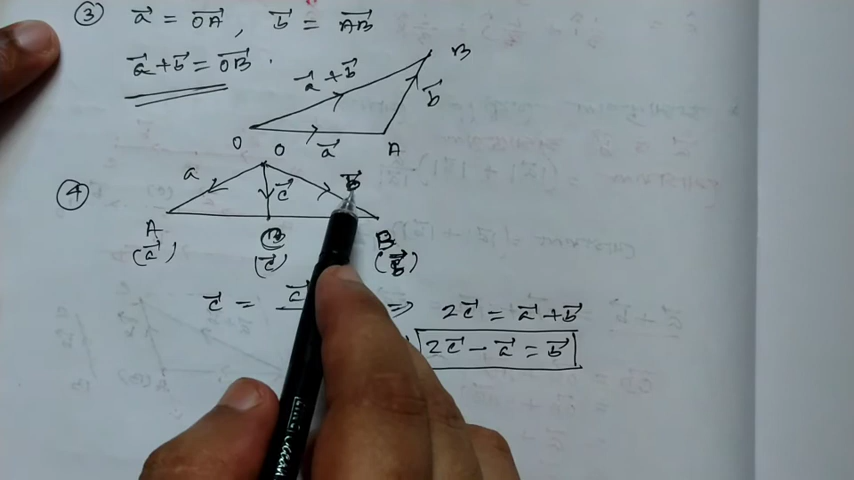 ③ a⃗ = OA⃗ , b⃗ = AB⃗
a⃗ + b⃗ = OB⃗ .
B
a⃗ + b⃗
b⃗
O a⃗ A
O
④ a c⃗ b⃗
A B
(c⃗) (b⃗)
c⃗ = ⇒ 2c⃗ = a⃗ + b⃗
2c⃗ − a⃗ = b⃗